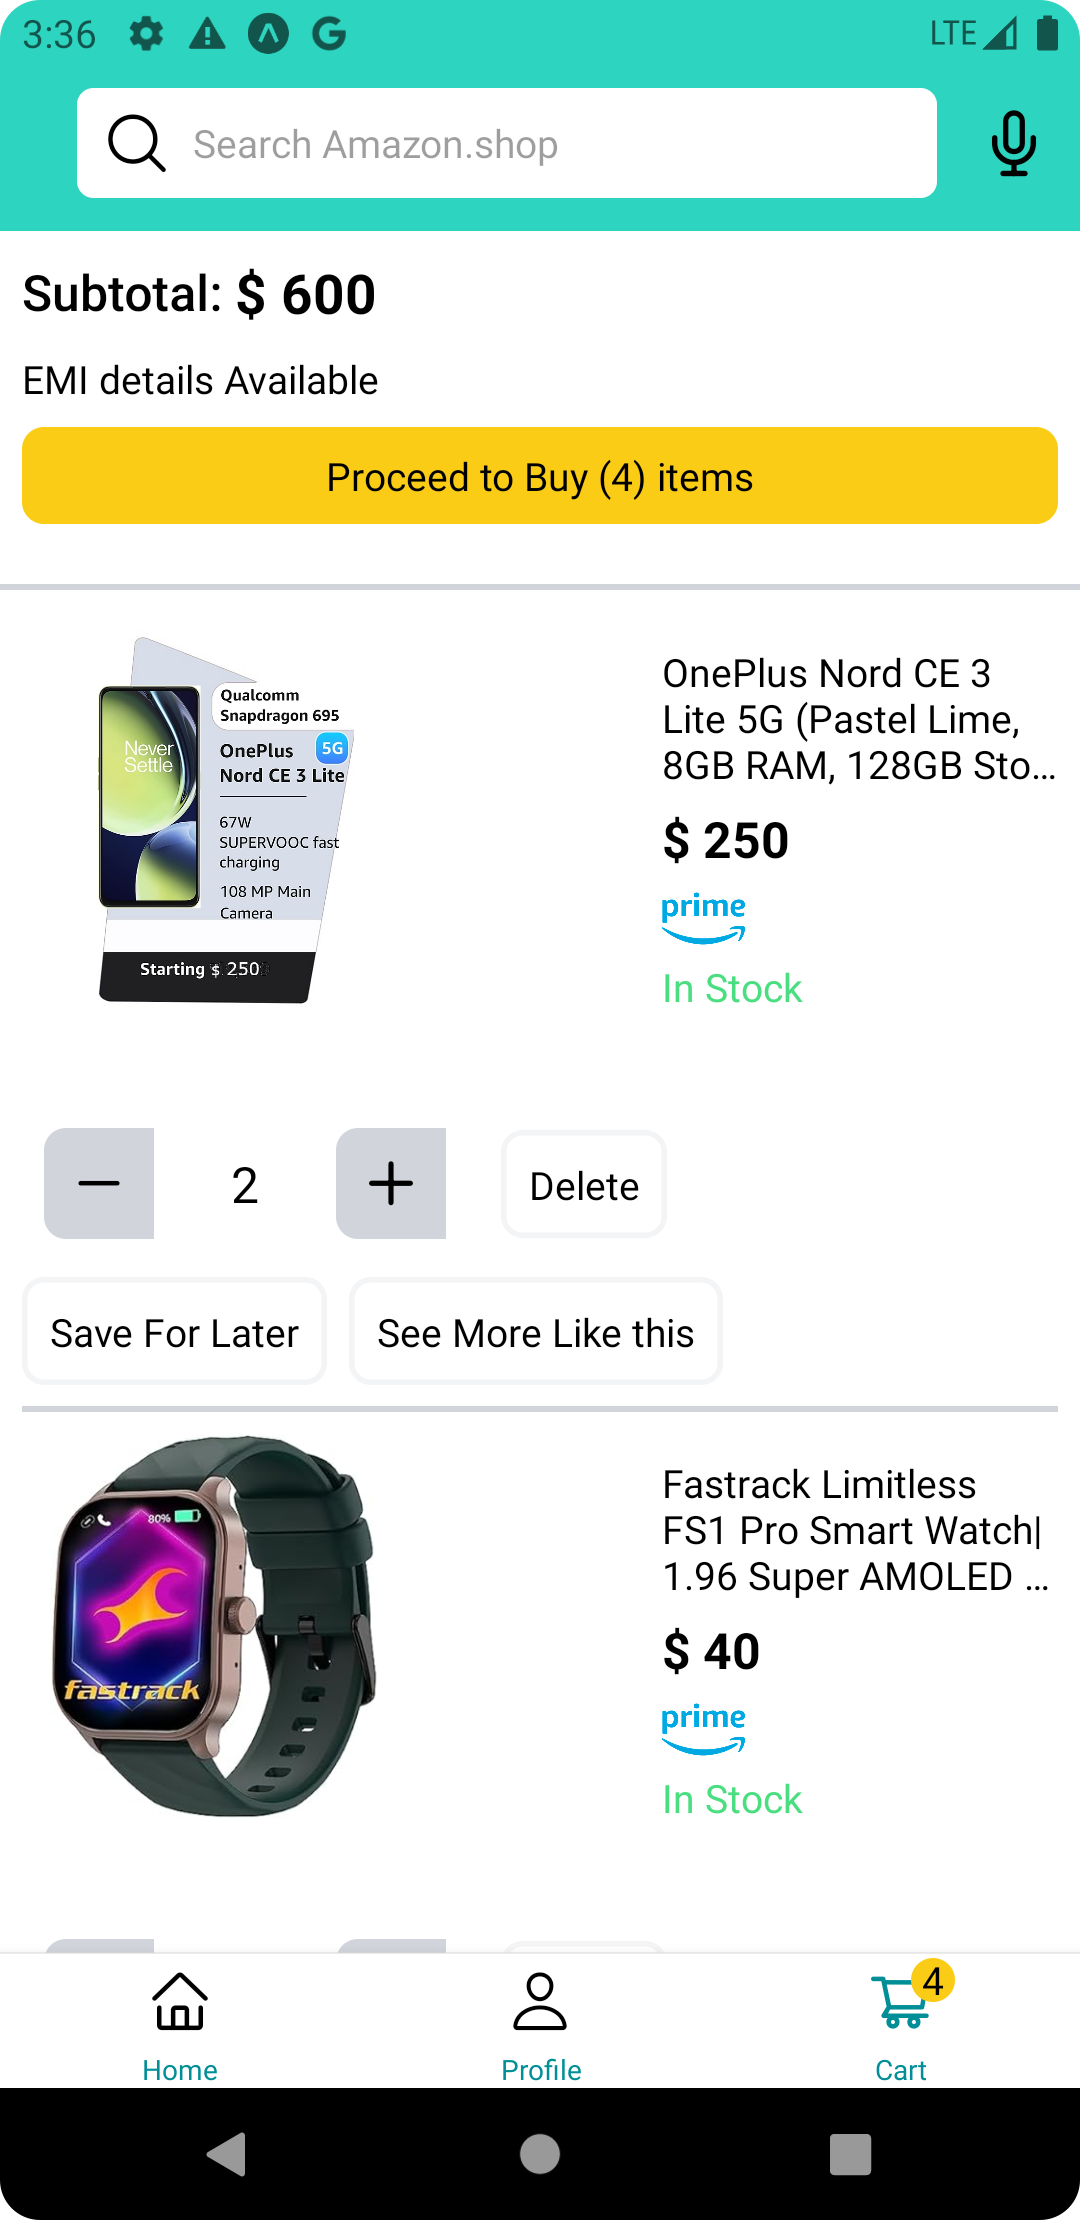 3:36
LTE
Search Amazon.shop
Subtotal: $ 600
EMI details Available
Proceed to Buy (4) items
Qualcomm
Snapdragon 695
Never
Settle
OnePlus 5G
Nord CE 3 Lite
67W
SUPERVOOC fast
charging
108 MP Main
Camera
Starting $ 250
OnePlus Nord CE 3
Lite 5G (Pastel Lime,
8GB RAM, 128GB Sto...
$ 250
prime
In Stock
2
Delete
Save For Later
See More Like this
80%
fastrack
Fastrack Limitless
FS1 Pro Smart Watch|
1.96 Super AMOLED ...
$ 40
prime
In Stock
4
Home
Profile
Cart